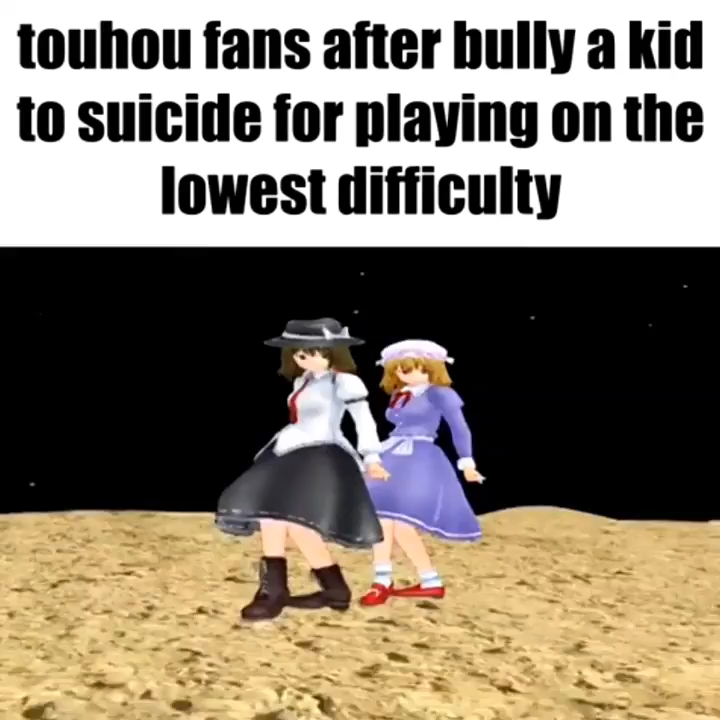 touhou fans after bully a kid
to suicide for playing on the
lowest difficulty